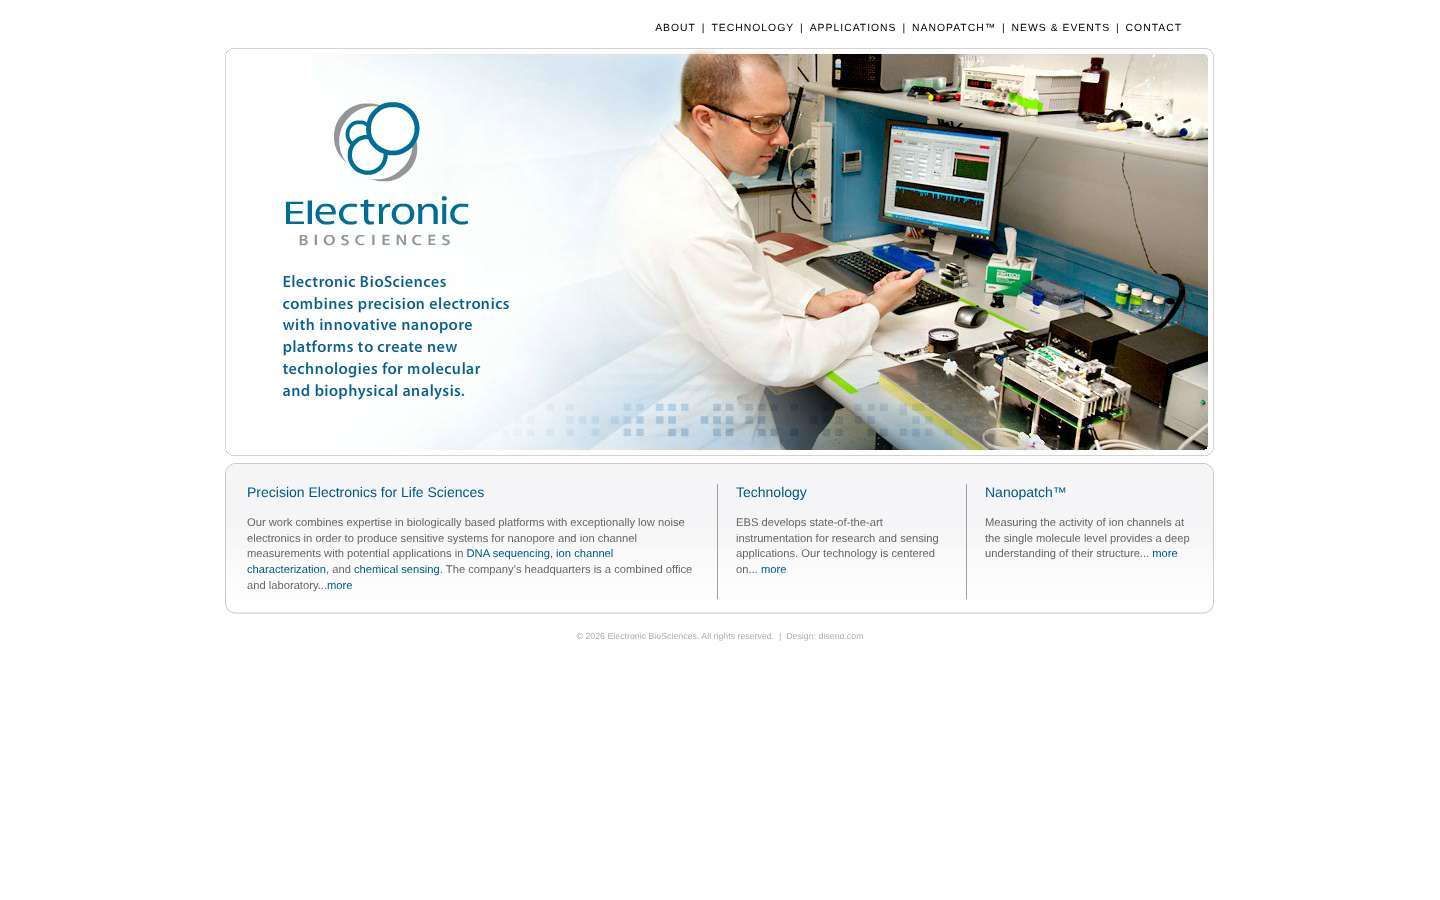 ABOUT | TECHNOLOGY | APPLICATIONS | NANOPATCH™ | NEWS & EVENTS | CONTACT
Electronic
BIOSCIENCES
Electronic BioSciences
combines precision electronics
with innovative nanopore
platforms to create new
technologies for molecular
and biophysical analysis.
Precision Electronics for Life Sciences
Our work combines expertise in biologically based platforms with exceptionally low noise
electronics in order to produce sensitive systems for nanopore and ion channel
measurements with potential applications in DNA sequencing, ion channel
characterization, and chemical sensing. The company's headquarters is a combined office
and laboratory...more
Technology
EBS develops state-of-the-art
instrumentation for research and sensing
applications. Our technology is centered
on... more
Nanopatch™
Measuring the activity of ion channels at
the single molecule level provides a deep
understanding of their structure... more
© 2026 Electronic BioSciences. All rights reserved. | Design: diseno.com